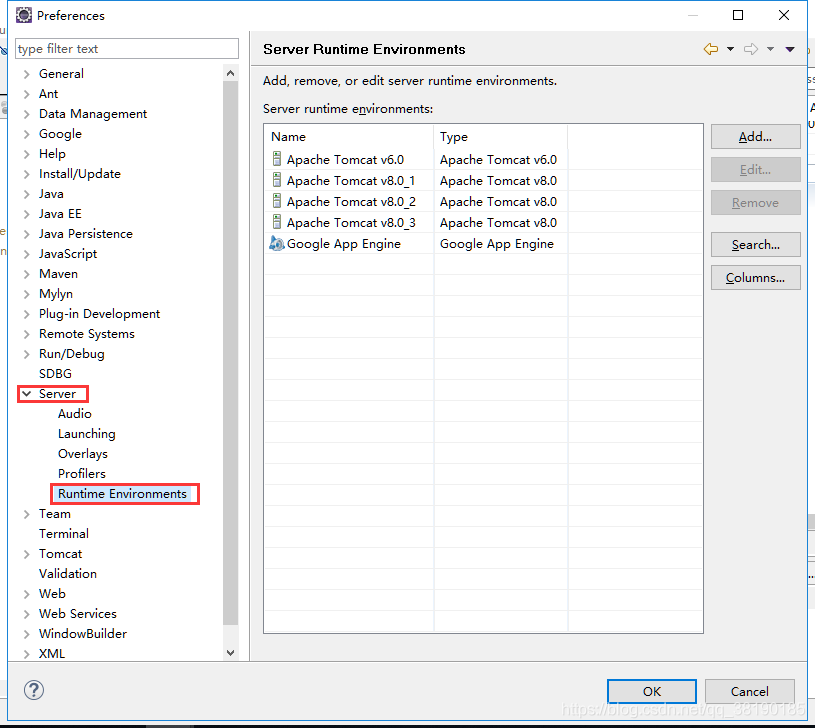 Preferences
type filter text
General
Ant
Data Management
Google
Help
Install/Update
Java
Java EE
Java Persistence
JavaScript
Maven
Mylyn
Plug-in Development
Remote Systems
Run/Debug
SDBG
Server
Audio
Launching
Overlays
Profilers
Runtime Environments
Team
Terminal
Tomcat
Validation
Web
Web Services
WindowBuilder
XML
Server Runtime Environments
Add, remove, or edit server runtime environments.
Server runtime environments:
Name Type
Apache Tomcat v6.0 Apache Tomcat v6.0
Apache Tomcat v8.0_1 Apache Tomcat v8.0
Apache Tomcat v8.0_2 Apache Tomcat v8.0
Apache Tomcat v8.0_3 Apache Tomcat v8.0
Google App Engine Google App Engine
Add...
Edit...
Remove
Search...
Columns...
OK Cancel
https://blog.csdn.net/qq_38190185